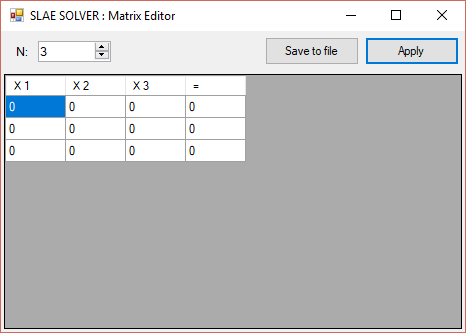 SLAE SOLVER : Matrix Editor
N: 3 Save to file Apply
X 1 X 2 X 3 =
0 0 0 0
0 0 0 0
0 0 0 0